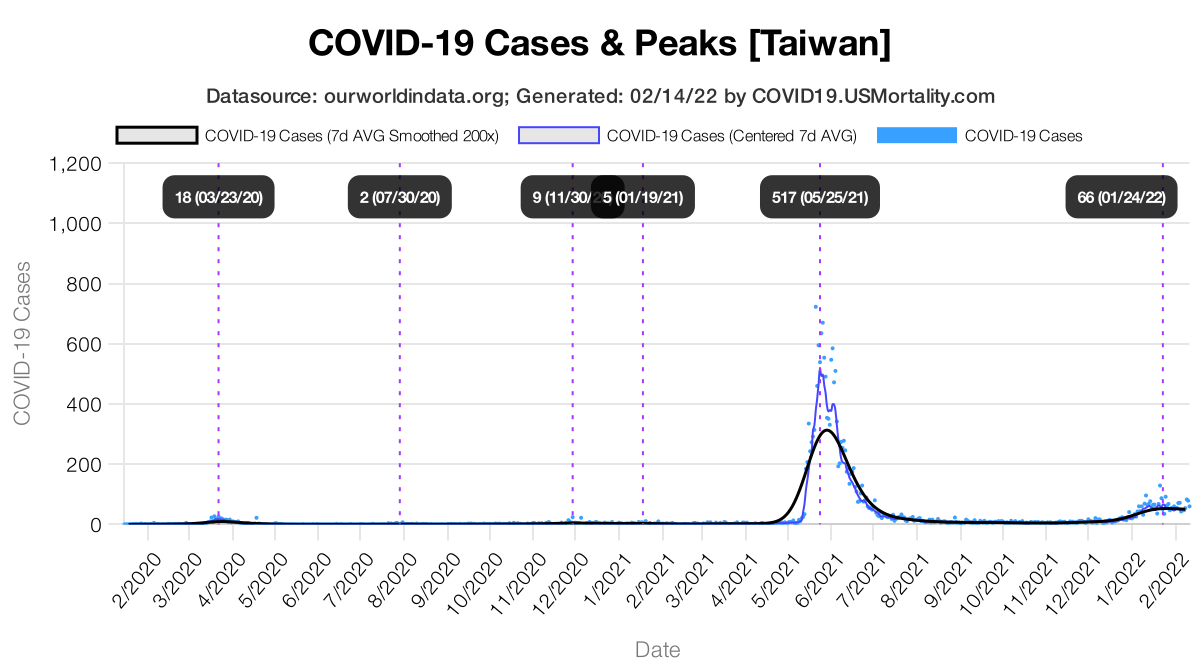 COVID-19 Cases & Peaks [Taiwan]
Datasource: ourworldindata.org; Generated: 02/14/22 by COVID19.USMortality.com
COVID-19 Cases (7d AVG Smoothed 200x) COVID-19 Cases (Centered 7d AVG) COVID-19 Cases
1,200
18 (03/23/20) 2 (07/30/20) 9 (11/30/20 5 (01/19/21) 517 (05/25/21) 66 (01/24/22)
1,000
800
600
400
200
0
COVID-19 Cases
2/2020 3/2020 4/2020 5/2020 6/2020 7/2020 8/2020 9/2020 10/2020 11/2020 12/2020 1/2021 2/2021 3/2021 4/2021 5/2021 6/2021 7/2021 8/2021 9/2021 10/2021 11/2021 12/2021 1/2022 2/2022
Date